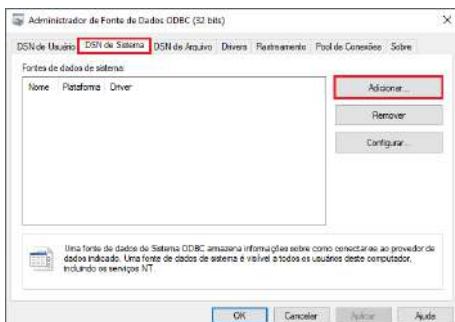 Administrador de Fonte de Dados ODBC (32 bits)
DSN de Usuário DSN de Sistema DSN de Arquivo Drivers Rastreamento Pool de Conexões Sobre
Fontes de dados de sistema:
Nome Plataforma Driver
Adicionar...
Remover
Configurar...
Uma fonte de dados de Sistema ODBC armazena informações sobre como conectar-se ao provedor de
dados indicado. Uma fonte de dados de sistema é visível a todos os usuários deste computador,
incluindo os serviços NT.
OK Cancelar Aplicar Ajuda